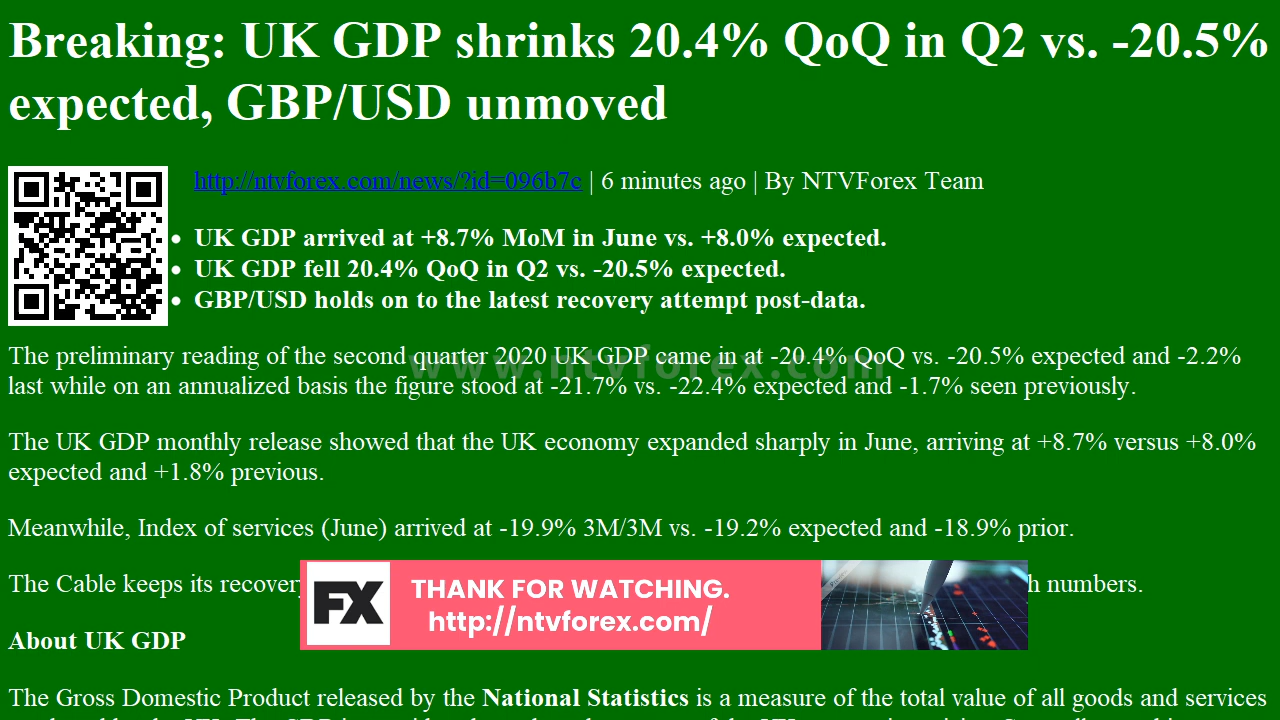 Breaking: UK GDP shrinks 20.4% QoQ in Q2 vs. -20.5%
expected, GBP/USD unmoved
http://ntvforex.com/news/?id=096b7c | 6 minutes ago | By NTVForex Team
• UK GDP arrived at +8.7% MoM in June vs. +8.0% expected.
• UK GDP fell 20.4% QoQ in Q2 vs. -20.5% expected.
• GBP/USD holds on to the latest recovery attempt post-data.
www.ntvforex.com
The preliminary reading of the second quarter 2020 UK GDP came in at -20.4% QoQ vs. -20.5% expected and -2.2%
last while on an annualized basis the figure stood at -21.7% vs. -22.4% expected and -1.7% seen previously.
The UK GDP monthly release showed that the UK economy expanded sharply in June, arriving at +8.7% versus +8.0%
expected and +1.8% previous.
Meanwhile, Index of services (June) arrived at -19.9% 3M/3M vs. -19.2% expected and -18.9% prior.
The Cable keeps its recovery numbers.
FX
THANK FOR WATCHING.
http://ntvforex.com/
About UK GDP
The Gross Domestic Product released by the National Statistics is a measure of the total value of all goods and services